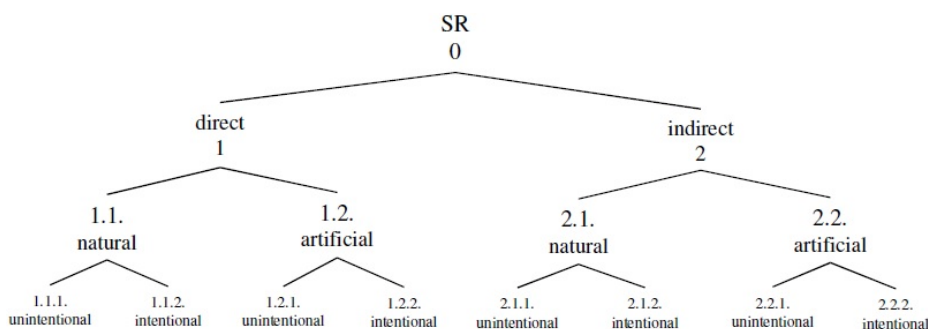 SR
0
direct
1
indirect
2
1.1.
natural
1.2.
artificial
2.1.
natural
2.2.
artificial
1.1.1.
unintentional
1.1.2.
intentional
1.2.1.
unintentional
1.2.2.
intentional
2.1.1.
unintentional
2.1.2.
intentional
2.2.1.
unintentional
2.2.2.
intentional